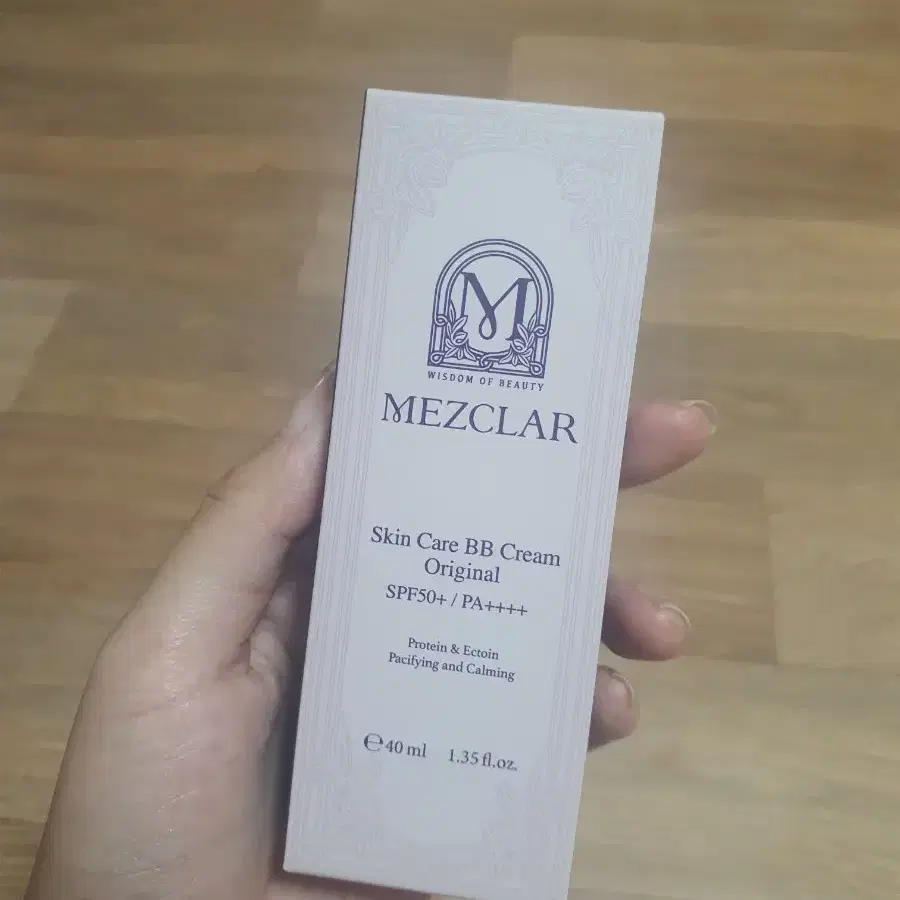 M
WISDOM OF BEAUTY
MEZCLAR
Skin Care BB Cream
Original
SPF50+ / PA++++
Protein & Ectoin
Pacifying and Calming
℮ 40 ml 1.35 fl.oz.